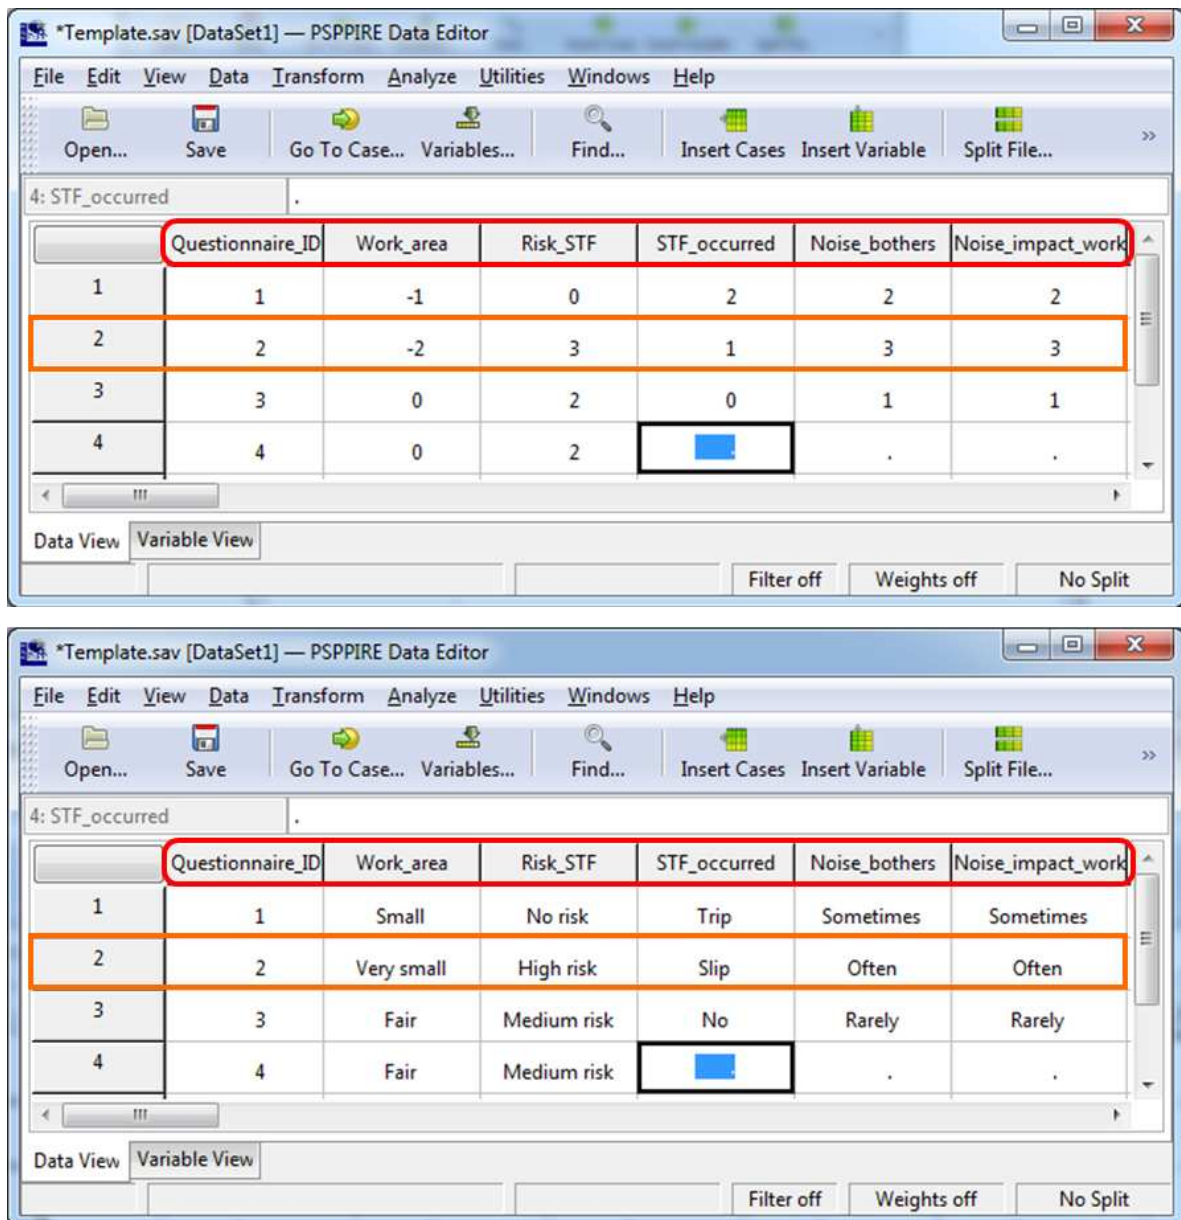 *Template.sav [DataSet1] — PSPPIRE Data Editor
File Edit View Data Transform Analyze Utilities Windows Help
Open... Save Go To Case... Variables... Find... Insert Cases Insert Variable Split File... »
4: STF_occurred .
Questionnaire_ID Work_area Risk_STF STF_occurred Noise_bothers Noise_impact_work
1 1 -1 0 2 2 2
2 2 -2 3 1 3 3
3 3 0 2 0 1 1
4 4 0 2 . . .
Data View Variable View
Filter off Weights off No Split
*Template.sav [DataSet1] — PSPPIRE Data Editor
File Edit View Data Transform Analyze Utilities Windows Help
Open... Save Go To Case... Variables... Find... Insert Cases Insert Variable Split File... »
4: STF_occurred .
Questionnaire_ID Work_area Risk_STF STF_occurred Noise_bothers Noise_impact_work
1 1 Small No risk Trip Sometimes Sometimes
2 2 Very small High risk Slip Often Often
3 3 Fair Medium risk No Rarely Rarely
4 4 Fair Medium risk . . .
Data View Variable View
Filter off Weights off No Split